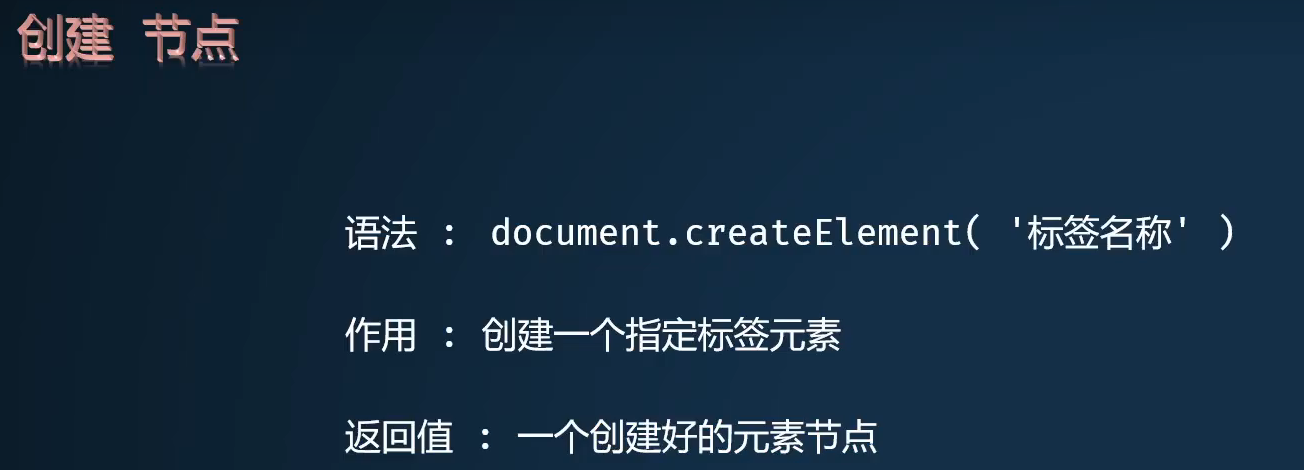 创建 节点
语法 : document.createElement( '标签名称' )
作用 : 创建一个指定标签元素
返回值 : 一个创建好的元素节点